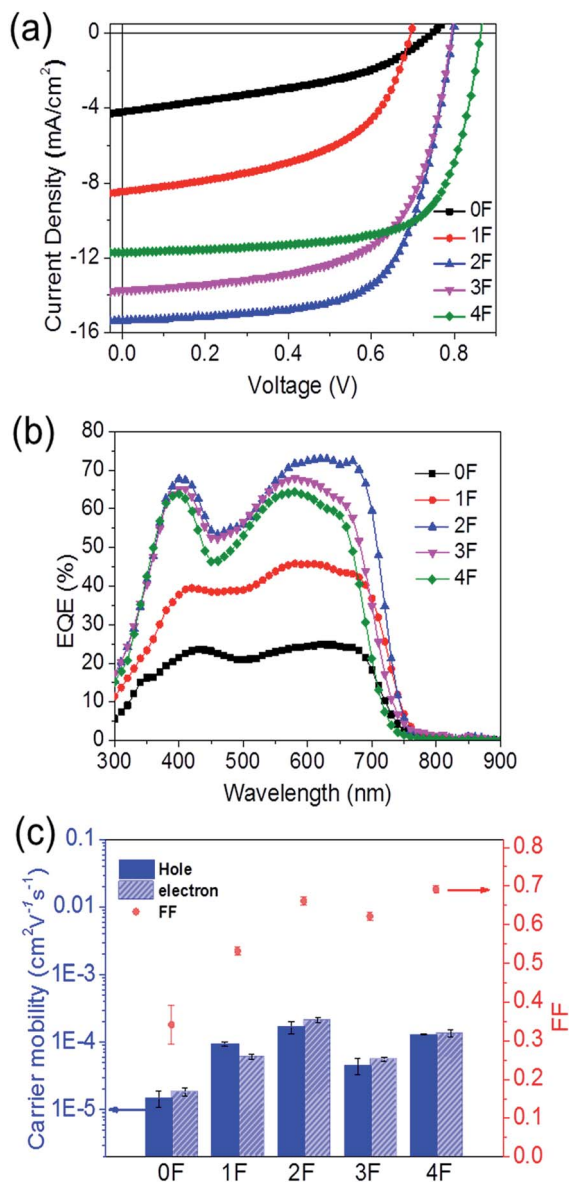 (a)
0
-4
-8
-12
-16
Current Density (mA/cm²)
0F
1F
2F
3F
4F
0.0 0.2 0.4 0.6 0.8
Voltage (V)
(b)
80
70
60
50
40
30
20
10
0
EQE (%)
0F
1F
2F
3F
4F
300 400 500 600 700 800 900
Wavelength (nm)
(c)
0.1
0.01
1E-3
1E-4
1E-5
Carrier mobility (cm²V⁻¹s⁻¹)
Hole
electron
FF
0.8
0.7
0.6
0.5
0.4
0.3
0.2
0.1
0.0
FF
0F 1F 2F 3F 4F